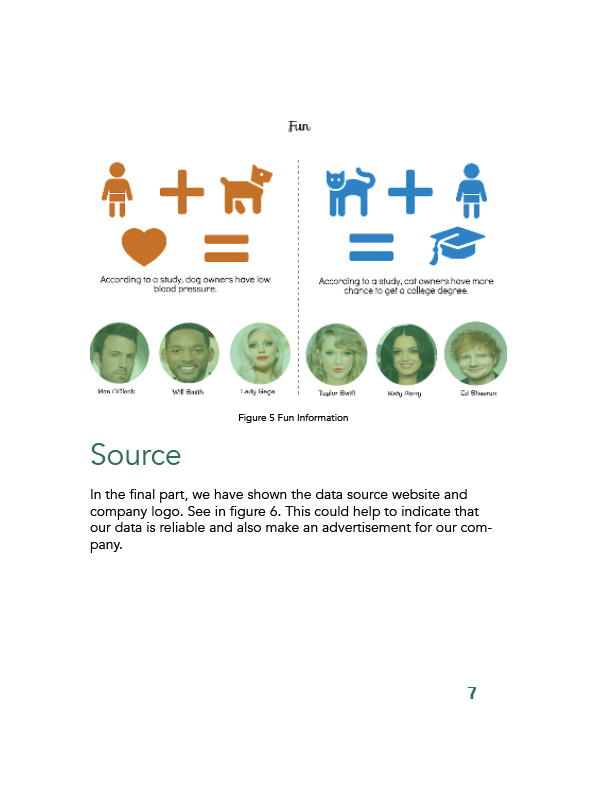 Fun
According to a study, dog owners have low
blood pressure.
According to a study, cat owners have more
chance to get a college degree.
Will Smith
Lady Gaga
Taylor Swift
Katy Perry
Ed Sheeran
Figure 5 Fun Information
Source
In the final part, we have shown the data source website and
company logo. See in figure 6. This could help to indicate that
our data is reliable and also make an advertisement for our com-
pany.
7